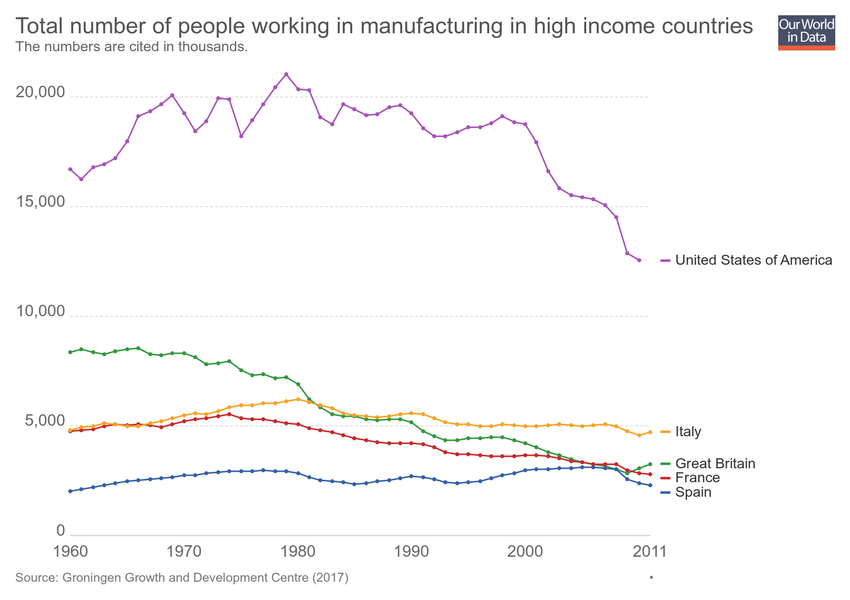 Total number of people working in manufacturing in high income countries
The numbers are cited in thousands.
Our World
in Data
20,000
15,000
United States of America
10,000
5,000
Italy
Great Britain
France
Spain
0
1960
1970
1980
1990
2000
2011
Source: Groningen Growth and Development Centre (2017)
•